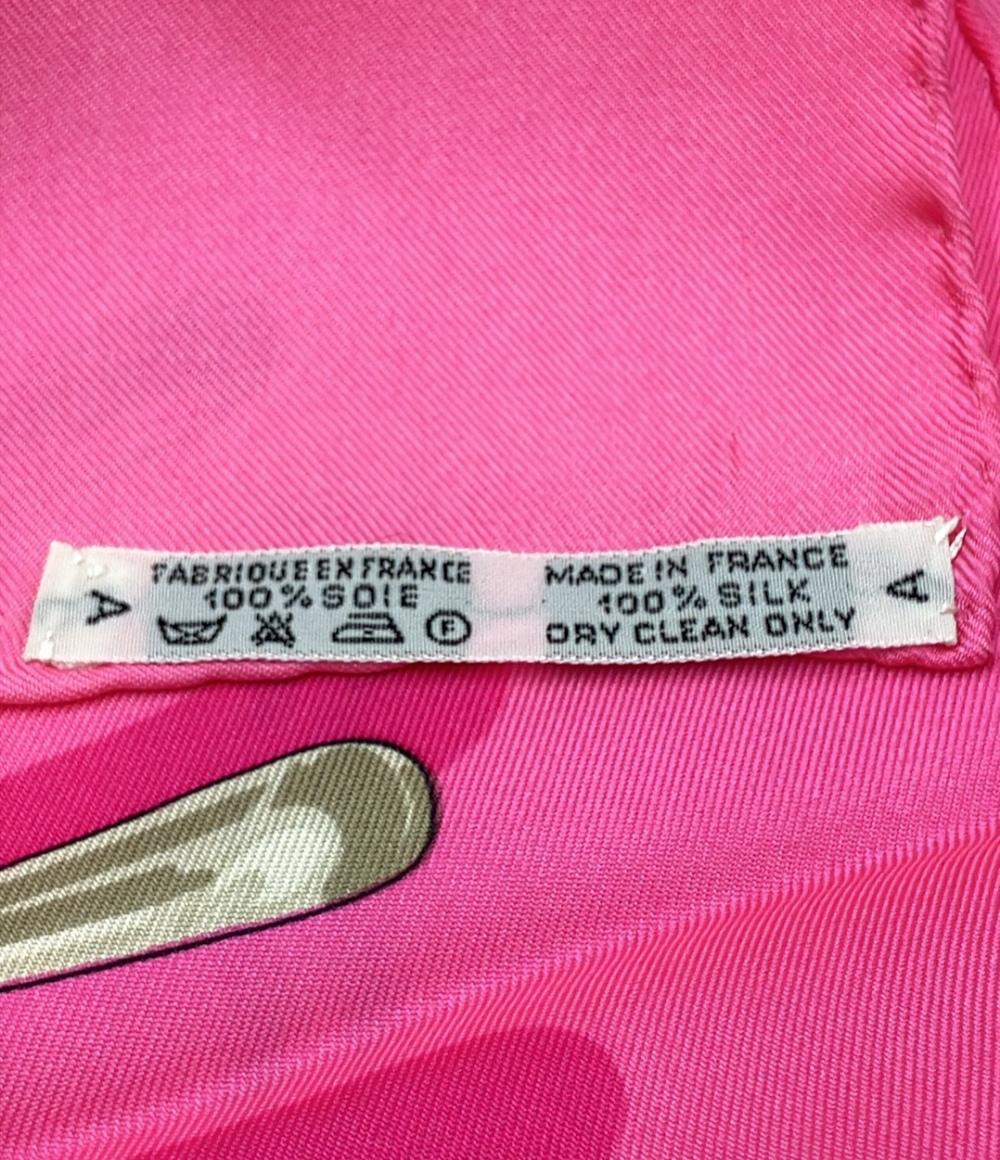 A
FABRIQUE EN FRANCE
100 % SOIE
F
MADE IN FRANCE
100 % SILK
DRY CLEAN ONLY
A